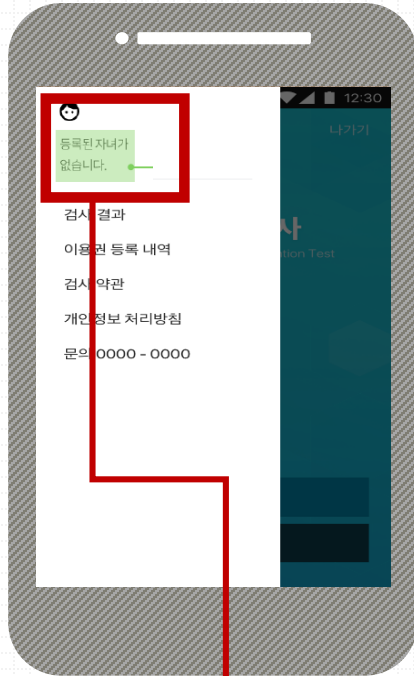 12:30
나가기
등록된 자녀가
없습니다.
사
tion Test
검사 결과
이용권 등록 내역
검사 약관
개인정보 처리방침
문의 0000 - 0000